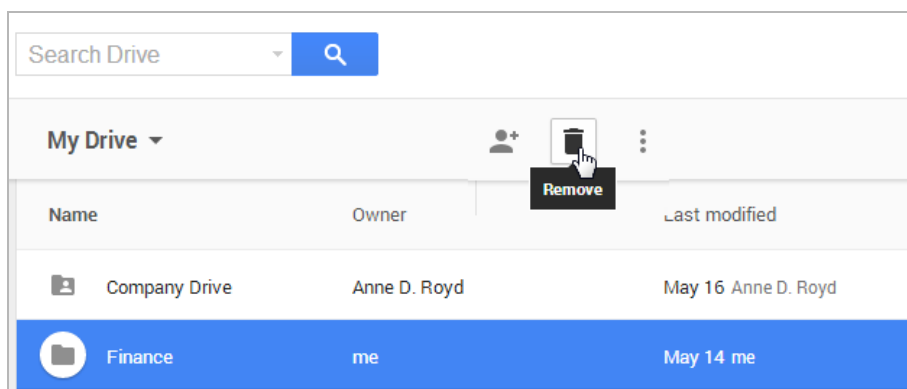 Search Drive
My Drive
Remove
Name Owner Last modified
Company Drive Anne D. Royd May 16 Anne D. Royd
Finance me May 14 me